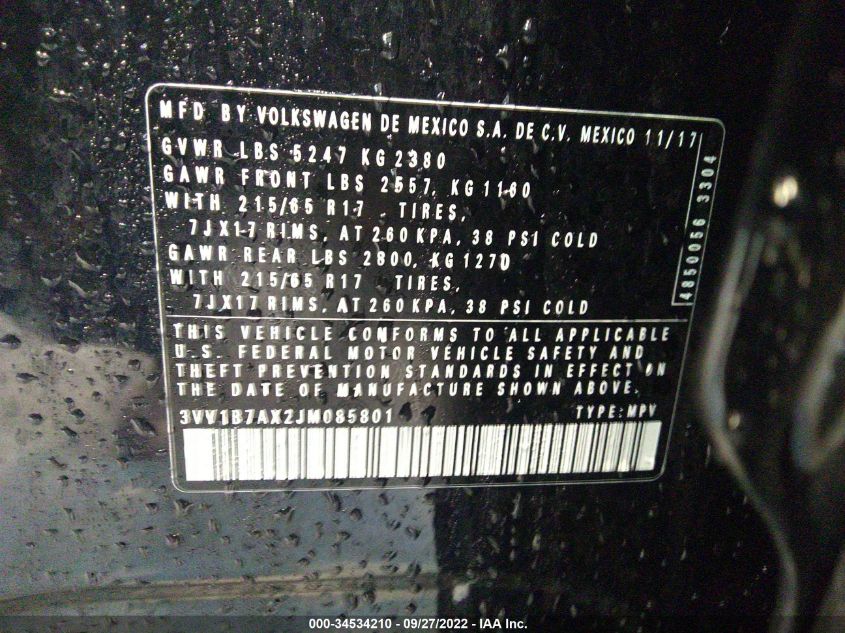 MFD BY VOLKSWAGEN DE MEXICO S.A. DE C.V. MEXICO 11/17
GVWR LBS 5247 KG 2380
GAWR FRONT LBS 2557, KG 1160
WITH 215/65 R17 - TIRES,
7JX17 RIMS, AT 260KPA, 38 PSI COLD
GAWR REAR LBS 2800, KG 1270
WITH 215/65 R17 TIRES,
7JX17 RIMS, AT 260KPA, 38 PSI COLD
4850056 3304
THIS VEHICLE CONFORMS TO ALL APPLICABLE
U.S. FEDERAL MOTOR VEHICLE SAFETY AND
THEFT PREVENTION STANDARDS IN EFFECT ON
THE DATE OF MANUFACTURE SHOWN ABOVE.
3VV1B7AX2JM085801 TYPE:MPV
000-34534210 - 09/27/2022 - IAA Inc.